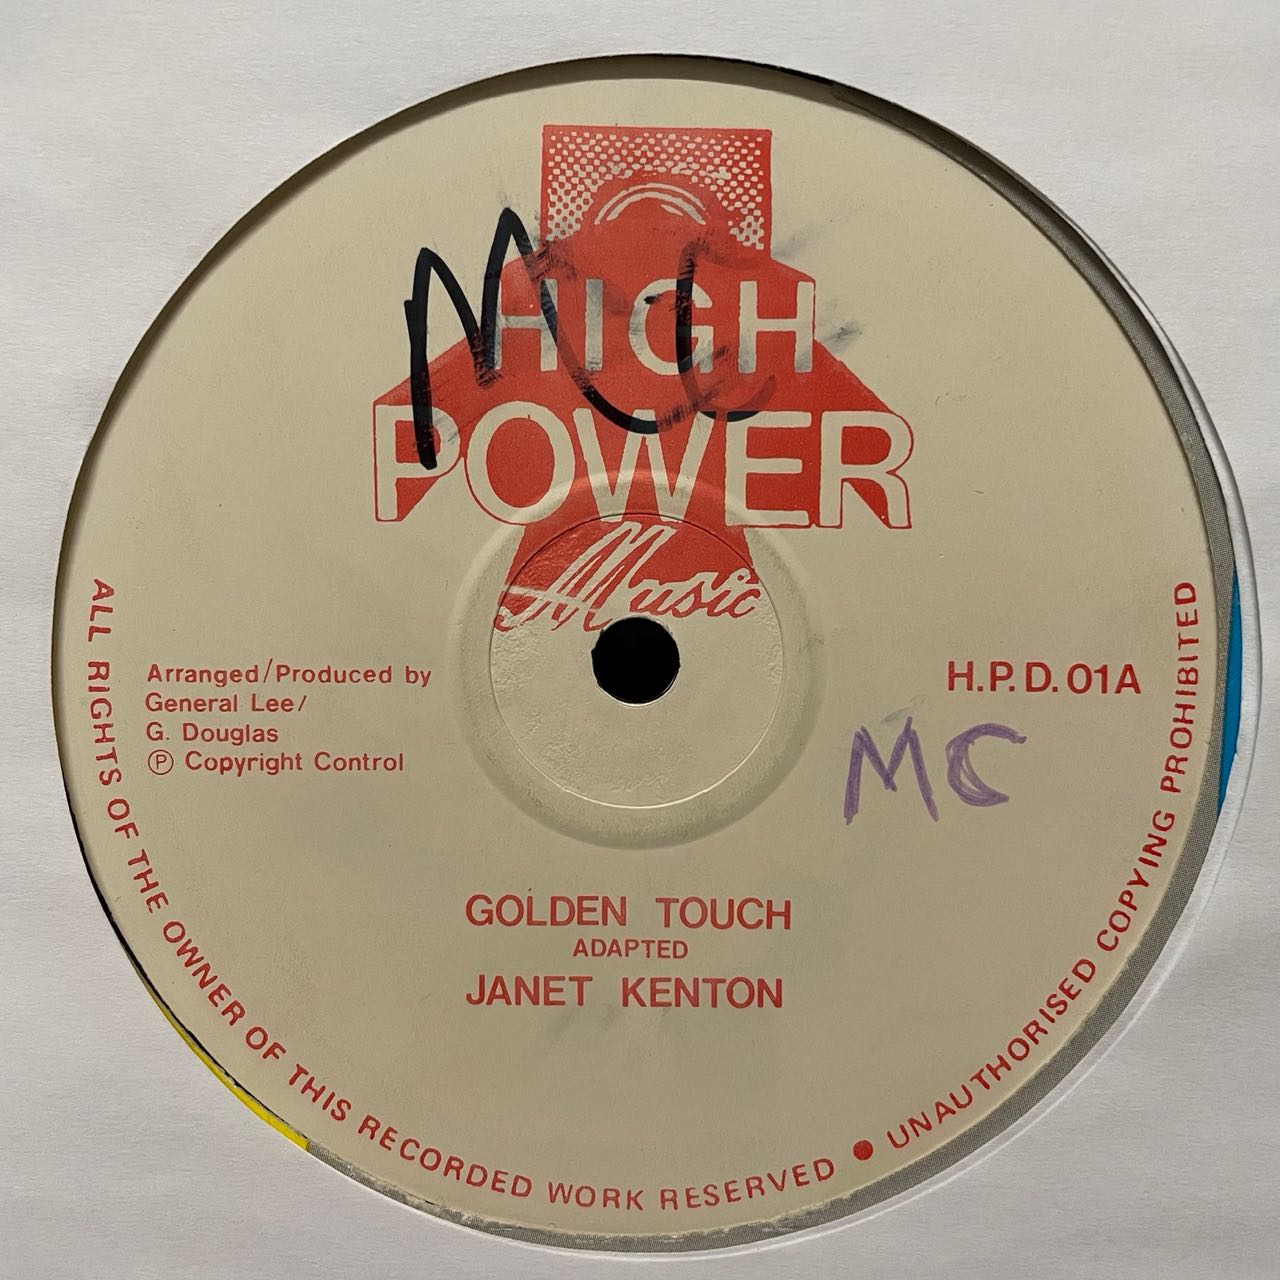 HIGH
POWER
Music
MC
Arranged/Produced by
General Lee/
G. Douglas
Ⓟ Copyright Control
H.P.D.01A
MC
GOLDEN TOUCH
ADAPTED
JANET KENTON
ALL RIGHTS OF THE OWNER OF THIS RECORDED WORK RESERVED ● UNAUTHORISED COPYING PROHIBITED